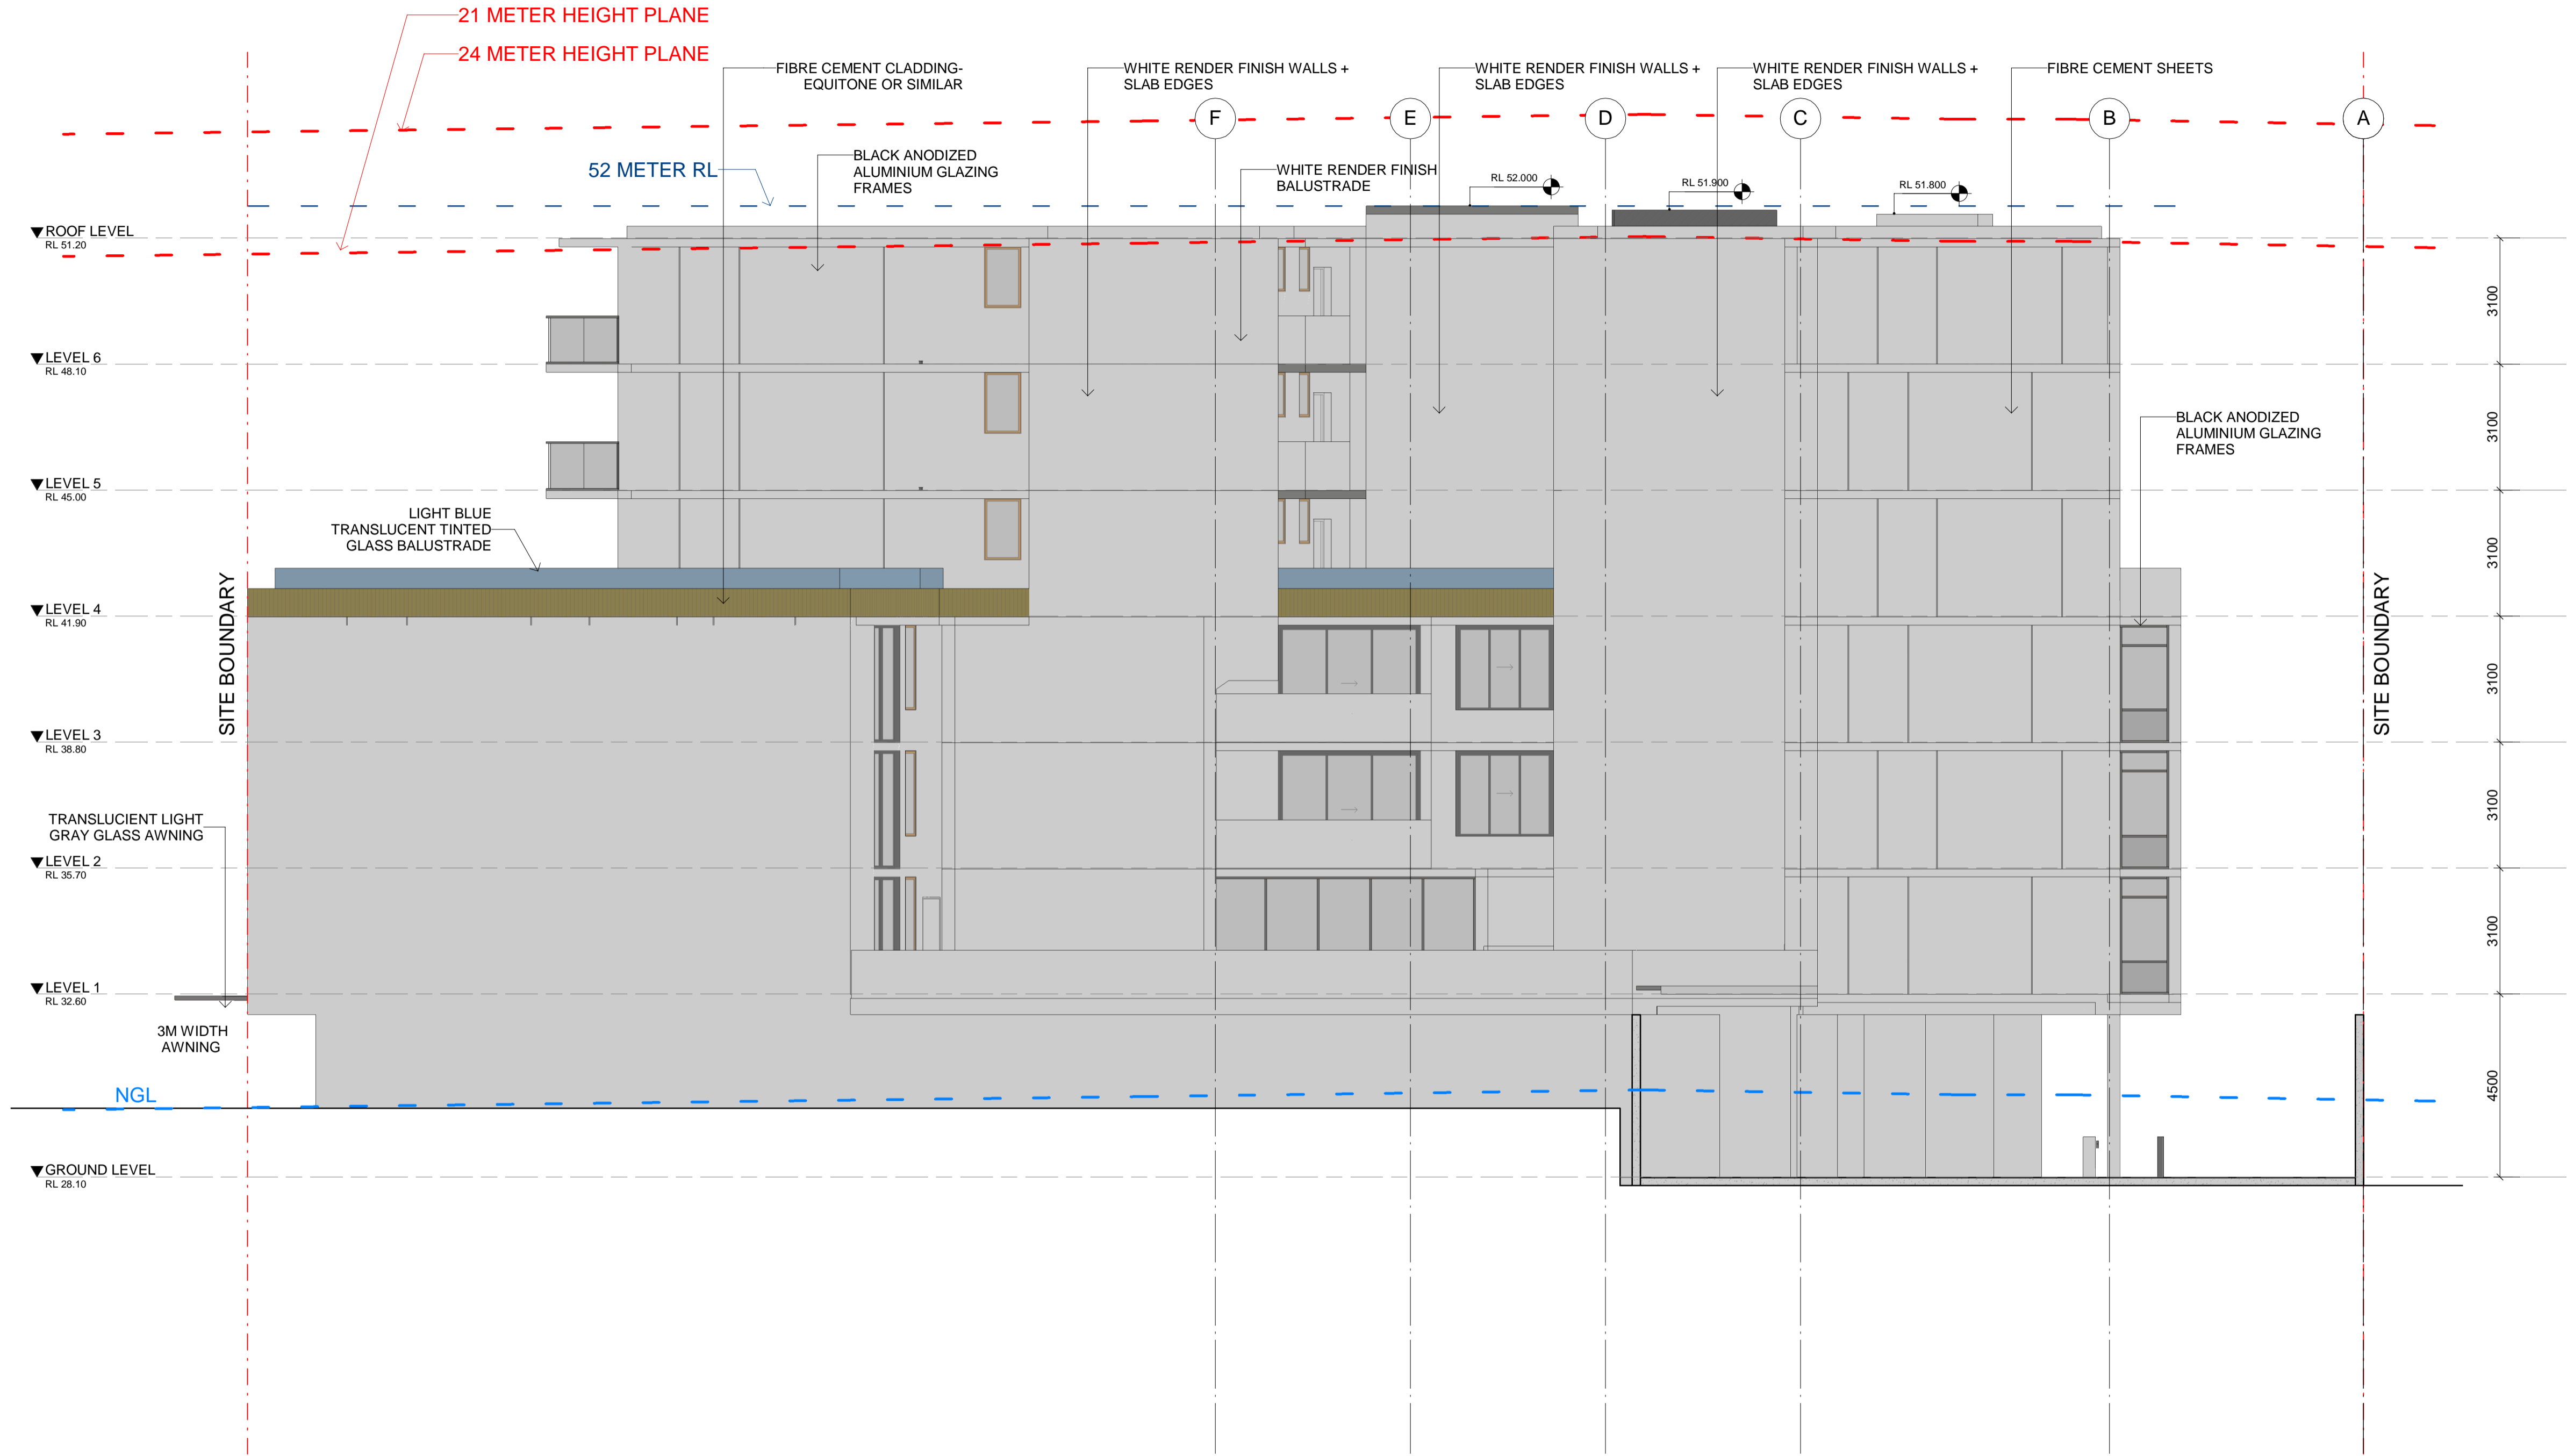 21 METER HEIGHT PLANE
24 METER HEIGHT PLANE
FIBRE CEMENT CLADDING-
EQUITONE OR SIMILAR
WHITE RENDER FINISH WALLS +
SLAB EDGES
WHITE RENDER FINISH WALLS +
SLAB EDGES
WHITE RENDER FINISH WALLS +
SLAB EDGES
FIBRE CEMENT SHEETS
F
E
D
C
B
A
52 METER RL
BLACK ANODIZED
ALUMINIUM GLAZING
FRAMES
WHITE RENDER FINISH
BALUSTRADE
RL 52.000
RL 51.900
RL 51.800
ROOF LEVEL
RL 51.20
3100
LEVEL 6
RL 48.10
3100
BLACK ANODIZED
ALUMINIUM GLAZING
FRAMES
LEVEL 5
RL 45.00
LIGHT BLUE
TRANSLUCENT TINTED
GLASS BALUSTRADE
3100
LEVEL 4
RL 41.90
SITE BOUNDARY
SITE BOUNDARY
3100
LEVEL 3
RL 38.80
3100
TRANSLUCIENT LIGHT
GRAY GLASS AWNING
LEVEL 2
RL 35.70
3100
LEVEL 1
RL 32.60
3M WIDTH
AWNING
NGL
4500
GROUND LEVEL
RL 28.10